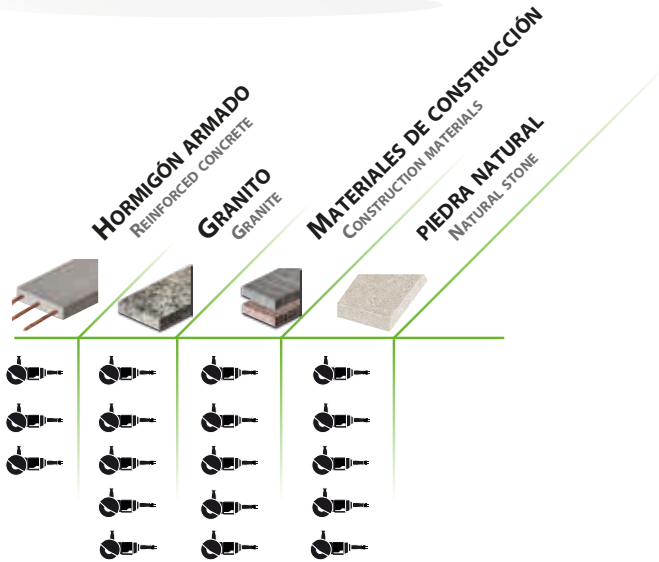 HORMIGÓN ARMADO
REINFORCED CONCRETE
GRANITO
GRANITE
MATERIALES DE CONSTRUCCIÓN
CONSTRUCTION MATERIALS
PIEDRA NATURAL
NATURAL STONE